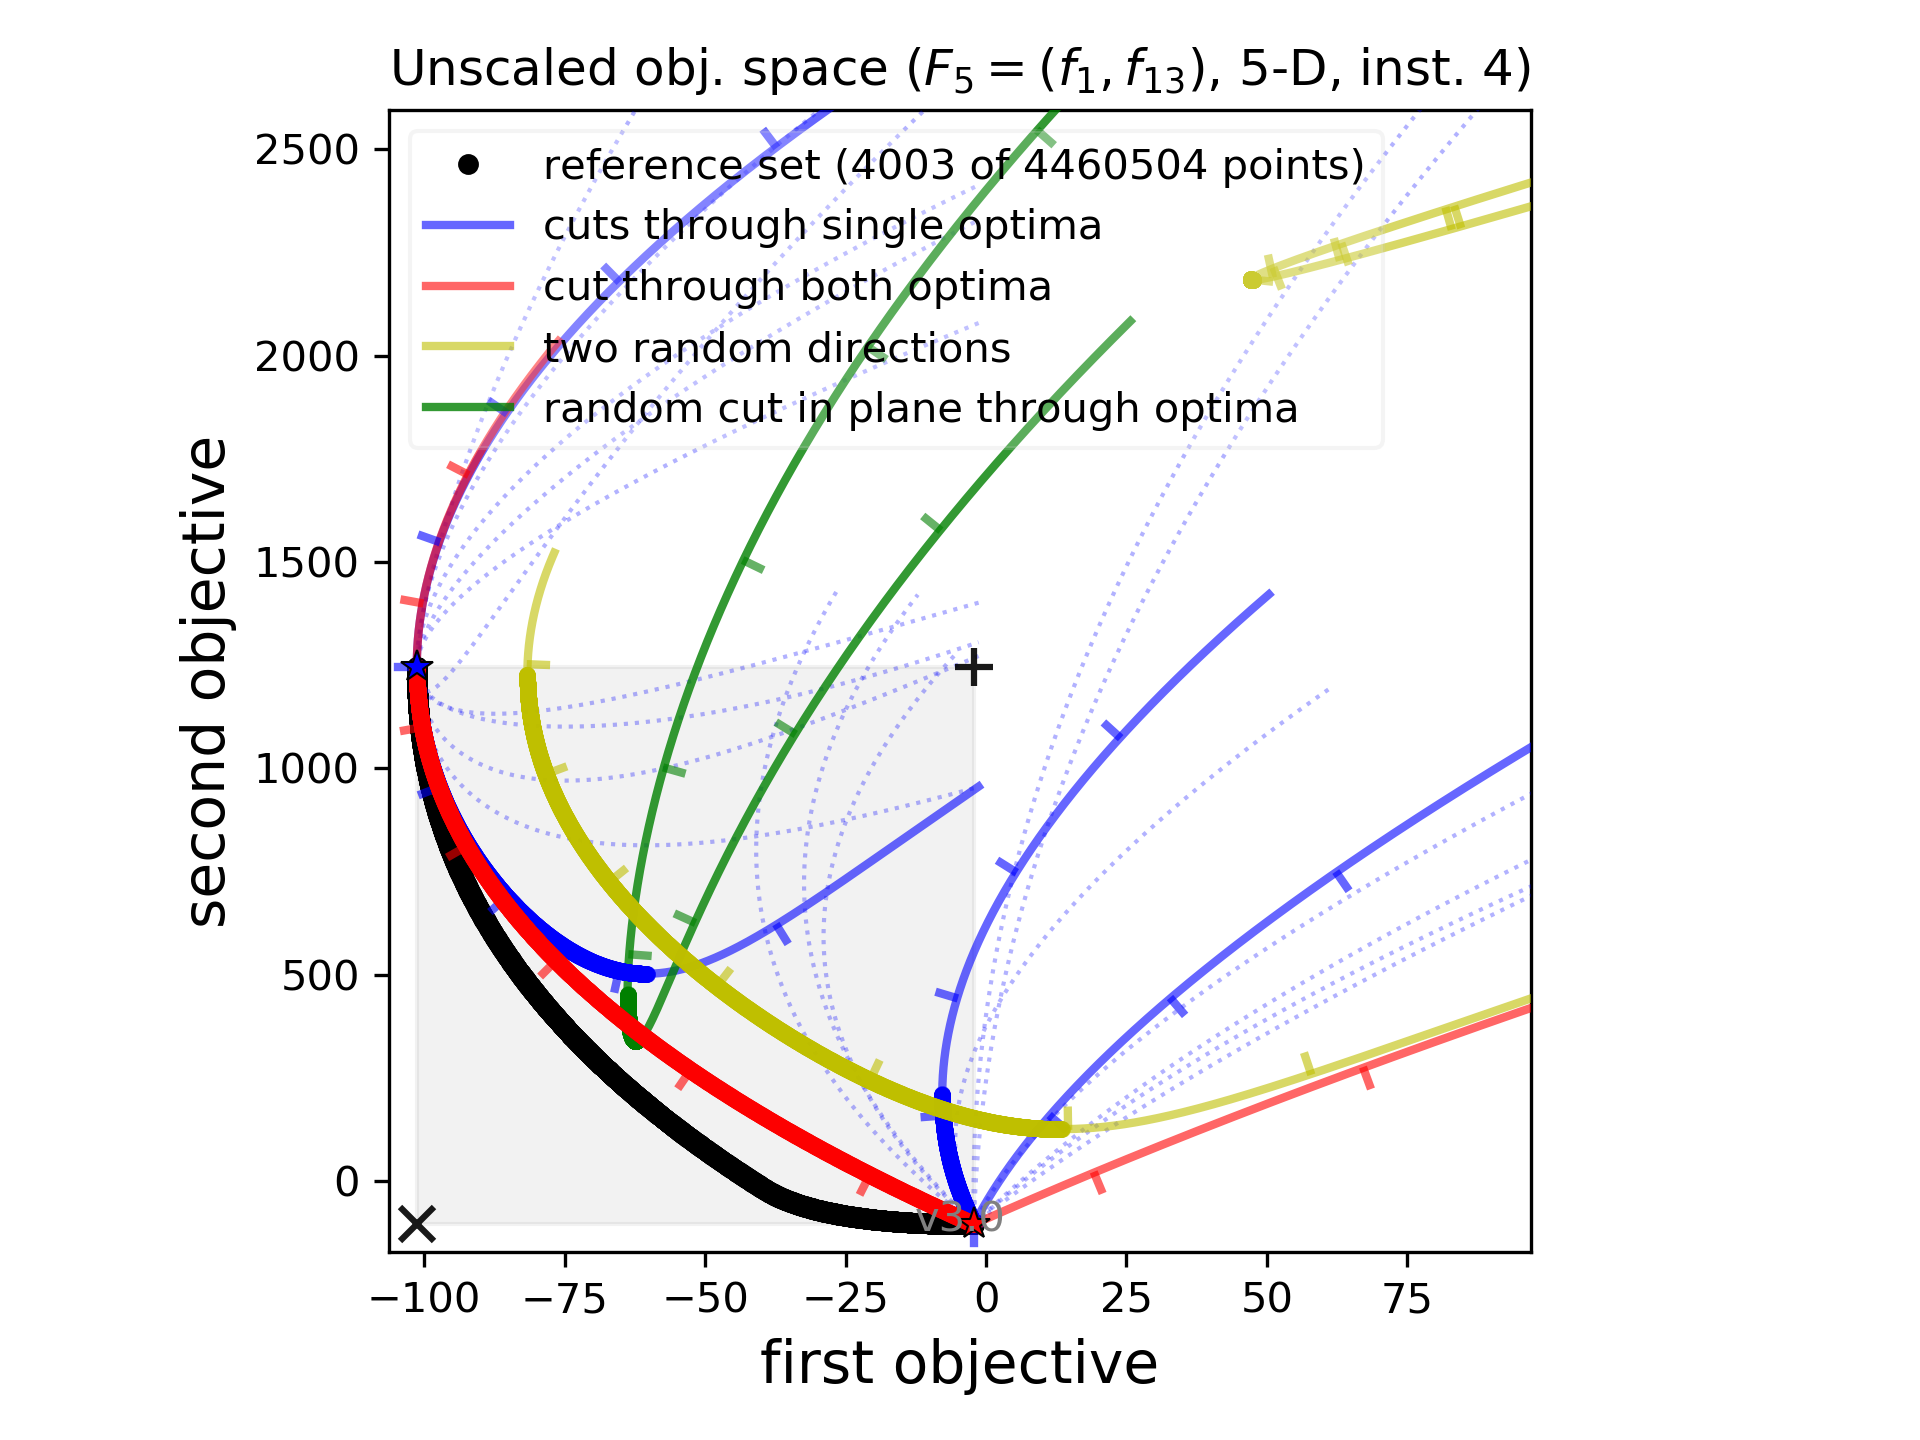 Unscaled obj. space (F5 = (f1, f13), 5-D, inst. 4)
2500
2000
1500
1000
500
0
second objective
reference set (4003 of 4460504 points)
cuts through single optima
cut through both optima
two random directions
random cut in plane through optima
v3.0
−100
−75
−50
−25
0
25
50
75
first objective